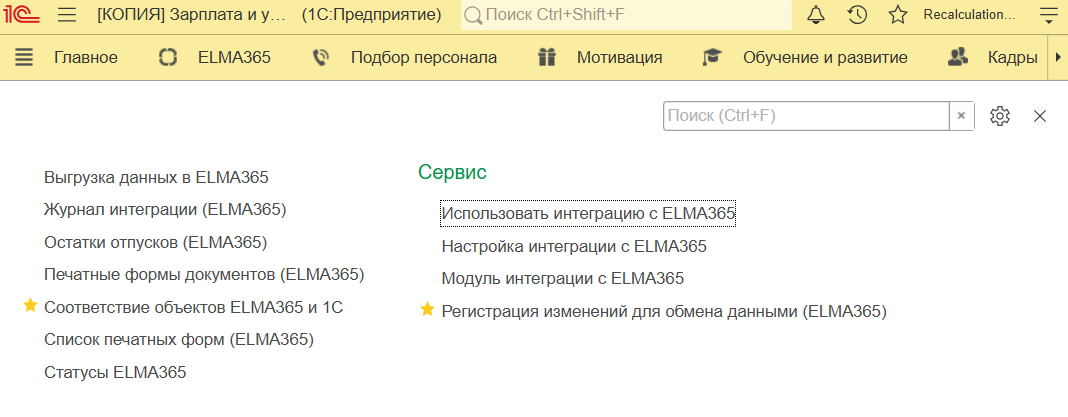 1С [КОПИЯ] Зарплата и у... (1С:Предприятие) Поиск Ctrl+Shift+F Recalculation...
Главное ELMA365 Подбор персонала Мотивация Обучение и развитие Кадры
Поиск (Ctrl+F) ×
Сервис
Выгрузка данных в ELMA365
Журнал интеграции (ELMA365)
Остатки отпусков (ELMA365)
Печатные формы документов (ELMA365)
Соответствие объектов ELMA365 и 1С
Список печатных форм (ELMA365)
Статусы ELMA365
Использовать интеграцию с ELMA365
Настройка интеграции с ELMA365
Модуль интеграции с ELMA365
Регистрация изменений для обмена данными (ELMA365)